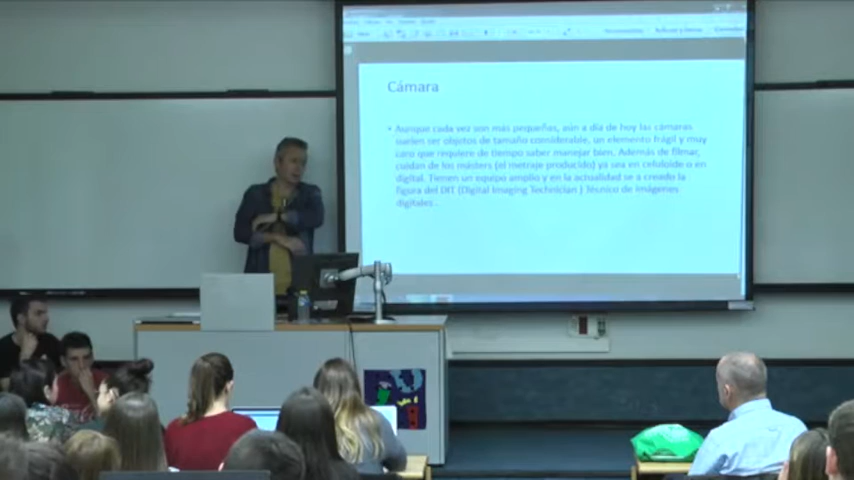 Cámara
• Aunque cada vez son más pequeñas, aún a día de hoy las cámaras
suelen ser objetos de tamaño considerable, un elemento frágil y muy
caro que requiere de tiempo saber manejar bien. Además de filmar,
cuidan de los másters (el metraje producido) ya sea en celuloide o en
digital. Tienen un equipo amplio y en la actualidad se a creado la
figura del DIT (Digital Imaging Technician ) Técnico de imágenes
digitales .